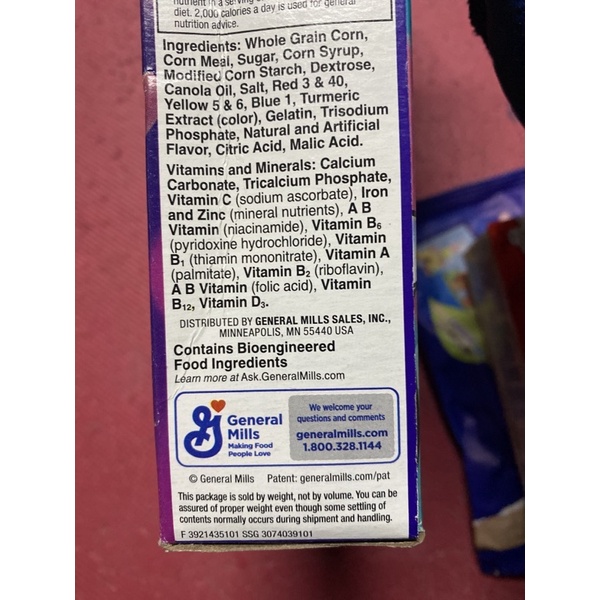 nutrient in a serving
diet. 2,000 calories a day is used for general
nutrition advice.
Ingredients: Whole Grain Corn,
Corn Meal, Sugar, Corn Syrup,
Modified Corn Starch, Dextrose,
Canola Oil, Salt, Red 3 & 40,
Yellow 5 & 6, Blue 1, Turmeric
Extract (color), Gelatin, Trisodium
Phosphate, Natural and Artificial
Flavor, Citric Acid, Malic Acid.
Vitamins and Minerals: Calcium
Carbonate, Tricalcium Phosphate,
Vitamin C (sodium ascorbate), Iron
and Zinc (mineral nutrients), A B
Vitamin (niacinamide), Vitamin B6
(pyridoxine hydrochloride), Vitamin
B1 (thiamin mononitrate), Vitamin A
(palmitate), Vitamin B2 (riboflavin),
A B Vitamin (folic acid), Vitamin
B12, Vitamin D3.
DISTRIBUTED BY GENERAL MILLS SALES, INC.,
MINNEAPOLIS, MN 55440 USA
Contains Bioengineered
Food Ingredients
Learn more at Ask.GeneralMills.com
General
Mills
Making Food
People Love
We welcome your
questions and comments
generalmills.com
1.800.328.1144
© General Mills Patent: generalmills.com/pat
This package is sold by weight, not by volume. You can be
assured of proper weight even though some settling of
contents normally occurs during shipment and handling.
F 3921435101 SSG 3074039101